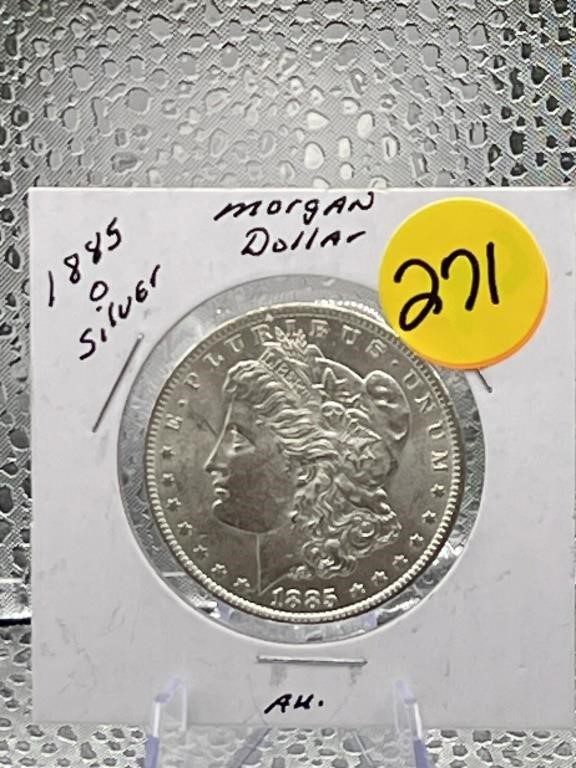 1885
O
Silver
Morgan
Dollar
271
E · PLURIBUS · UNUM
LIBERTY
1885
AU.